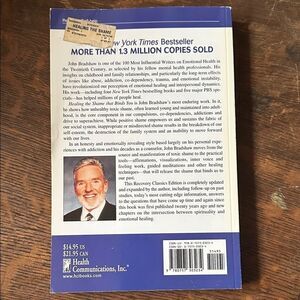 HEALING THE SHAME
New York Times Bestseller
MORE THAN 1.3 MILLION COPIES SOLD
John Bradshaw is one of the 100 Most Influential Writers on Emotional Health in
the Twentieth Century, as selected by his fellow mental health professionals. His
insights on childhood and family relationships, and particularly the long-term effects
of issues like abuse, addiction, codependency, trauma, and emotional history,
have revolutionized our perception of emotional healing and interpersonal dynamics.
His work—including four New York Times bestselling books and five major PBS spe-
cials—has helped millions of people heal.
Healing the Shame that Binds You is John Bradshaw's most enduring work. In it,
he shows how unhealthy toxic shame, often learned young and maintained into adult-
hood, is the core component in our compulsions, co-dependencies, addictions and
drive to superachieve. While positive shame empowers us and sustains the fabric of
our social system, inappropriate or misdirected shame results in the breakdown of our
self-esteem, the destruction of the family system and an inability to move forward
with our lives.
In an honestly and emotionally revealing style based largely on his personal expe-
riences with addiction and his decades as a counselor, John Bradshaw moves from the
source and manifestation of toxic shame to the practical
tools—affirmations, visualizations, inner voice and
feeling work, guided meditations and other healing
techniques—that will release the shame that binds us to
our past.
This Recovery Classics Edition is completely
updated and expanded by the author, including follow-up on past
studies, today's most cutting edge information, answers
to the questions that have come up time and again since
this book was first published twenty years ago and new
chapters on the intersection between spirituality and
emotional healing.
$14.95 US
$21.95 CAN
Health
Communications, Inc.
www.hcibooks.com